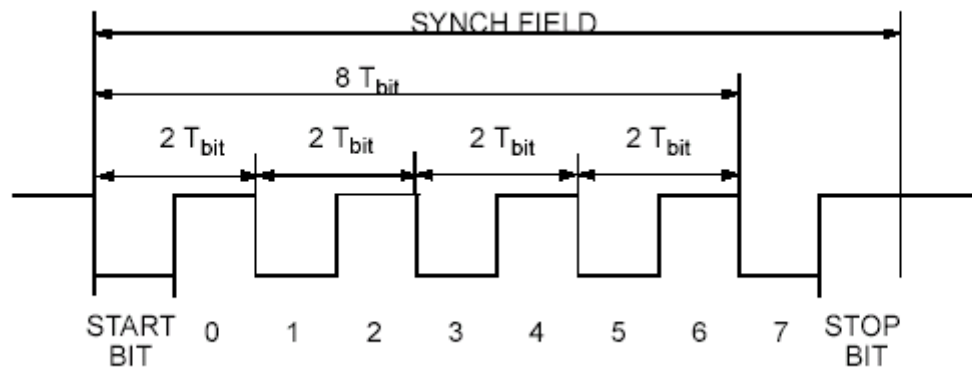 SYNCH FIELD
8 Tbit
2 Tbit 2 Tbit 2 Tbit 2 Tbit
START BIT 0 1 2 3 4 5 6 7 STOP BIT